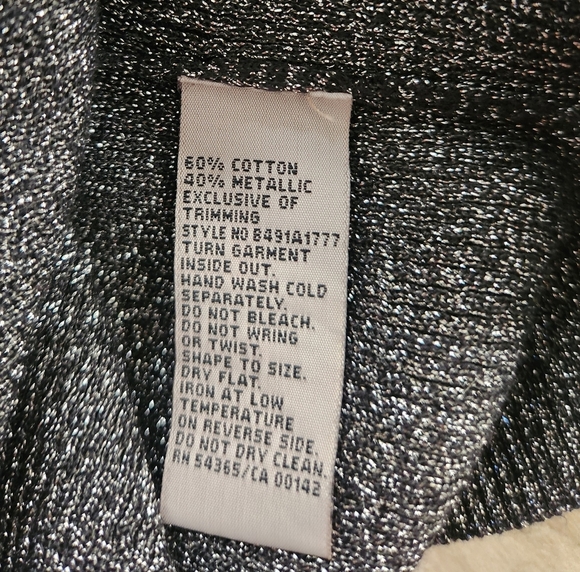 60% COTTON
40% METALLIC
EXCLUSIVE OF
TRIMMING
STYLE NO B491A1777
TURN GARMENT
INSIDE OUT.
HAND WASH COLD
SEPARATELY.
DO NOT BLEACH.
DO NOT WRING
OR TWIST.
SHAPE TO SIZE.
DRY FLAT.
IRON AT LOW
TEMPERATURE
ON REVERSE SIDE.
DO NOT DRY CLEAN.
RN 54365/CA 00142